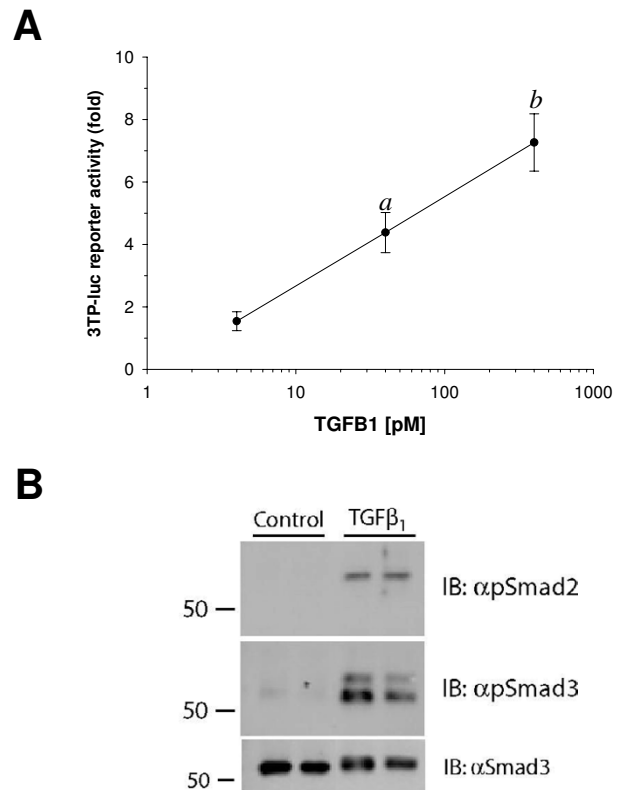 A
10
8
6
4
2
0
3TP-luc reporter activity (fold)
a
b
1 10 100 1000
TGFB1 [pM]
B
Control TGFβ₁
50
IB: αpSmad2
50
IB: αpSmad3
50
IB: αSmad3